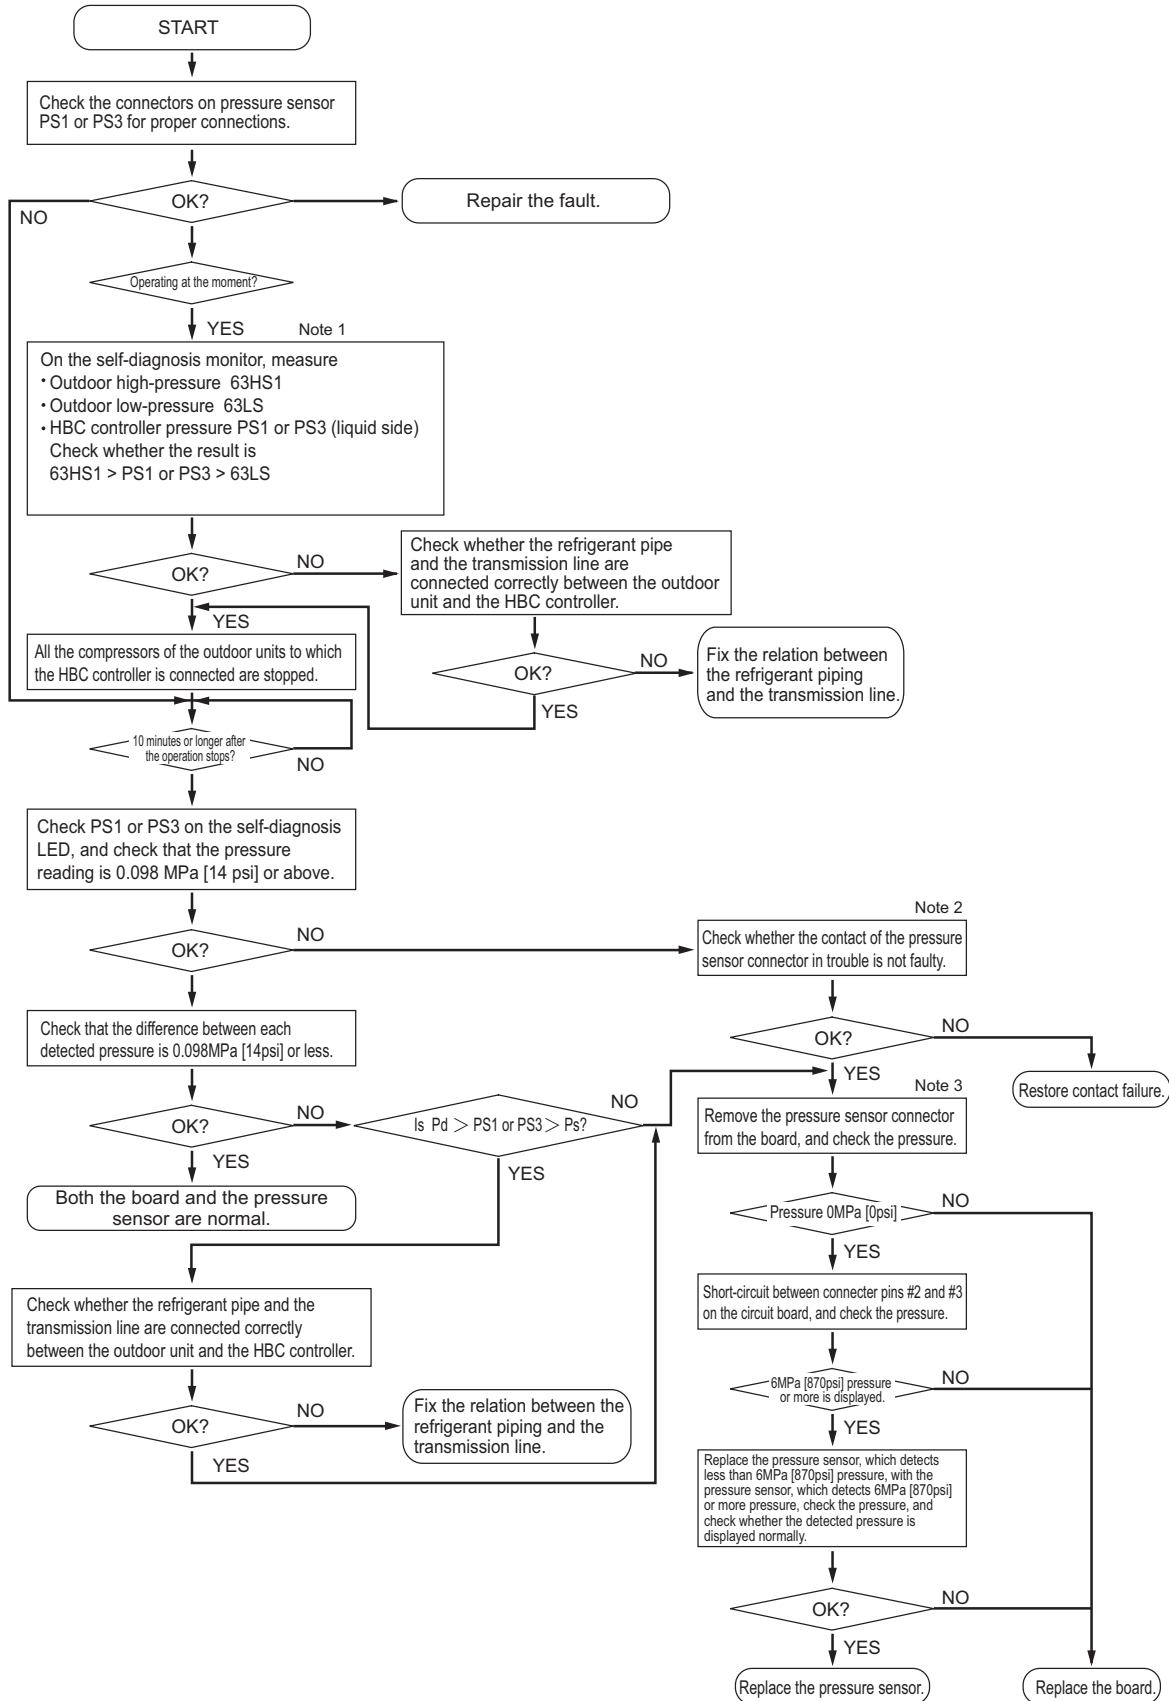 START
Check the connectors on pressure sensor
PS1 or PS3 for proper connections.
OK?
Repair the fault.
NO
Operating at the moment?
YES
Note 1
On the self-diagnosis monitor, measure
・Outdoor high-pressure 63HS1
・Outdoor low-pressure 63LS
・HBC controller pressure PS1 or PS3 (liquid side)
Check whether the result is
63HS1 > PS1 or PS3 > 63LS
OK?
NO
Check whether the refrigerant pipe
and the transmission line are
connected correctly between the outdoor
unit and the HBC controller.
YES
All the compressors of the outdoor units to which
the HBC controller is connected are stopped.
OK?
NO
Fix the relation between
the refrigerant piping
and the transmission line.
YES
10 minutes or longer after
the operation stops?
NO
Check PS1 or PS3 on the self-diagnosis
LED, and check that the pressure
reading is 0.098 MPa [14 psi] or above.
OK?
NO
Note 2
Check whether the contact of the pressure
sensor connector in trouble is not faulty.
Check that the difference between each
detected pressure is 0.098MPa [14psi] or less.
OK?
NO
Restore contact failure.
YES
Note 3
OK?
NO
Is Pd ＞ PS1 or PS3＞ Ps?
NO
YES
YES
Both the board and the pressure
sensor are normal.
Remove the pressure sensor connector
from the board, and check the pressure.
Pressure 0MPa [0psi]
NO
YES
Check whether the refrigerant pipe and the
transmission line are connected correctly
between the outdoor unit and the HBC controller.
Short-circuit between connecter pins #2 and #3
on the circuit board, and check the pressure.
OK?
NO
Fix the relation between the
refrigerant piping and the
transmission line.
YES
6MPa [870psi] pressure
or more is displayed.
NO
YES
Replace the pressure sensor, which detects
less than 6MPa [870psi] pressure, with the
pressure sensor, which detects 6MPa [870psi]
or more pressure, check the pressure, and
check whether the detected pressure is
displayed normally.
OK?
NO
YES
Replace the pressure sensor.
Replace the board.